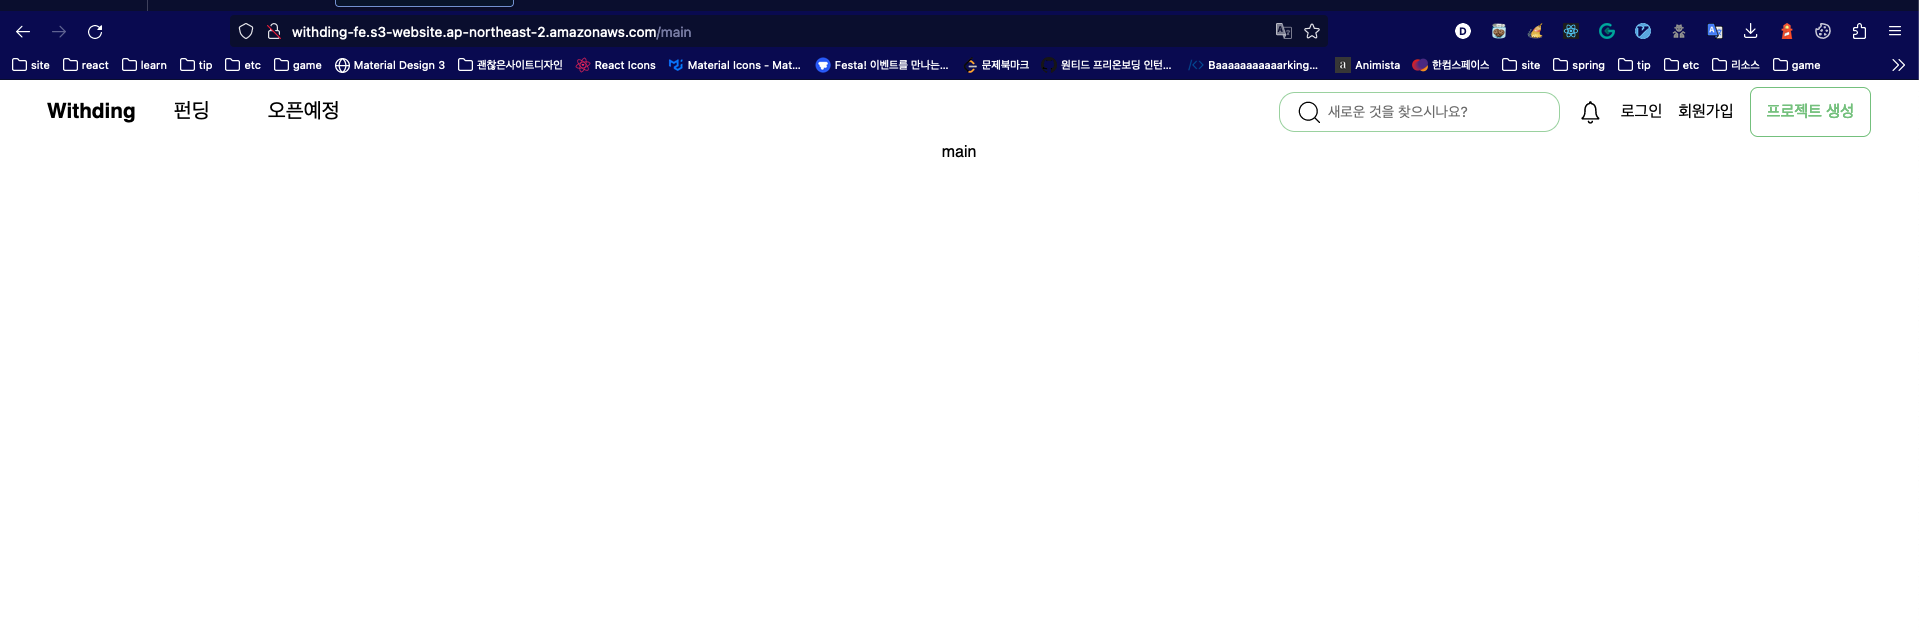 withding-fe.s3-website.ap-northeast-2.amazonaws.com/main
site react learn tip etc game Material Design 3 괜찮은사이트디자인 React Icons Material Icons - Mat... Festa! 이벤트를 만나는... 문제북마크 원티드 프리온보딩 인턴... Baaaaaaaaaaarking... Animista 한컴스페이스 site spring tip etc 리소스 game
Withding 펀딩 오픈예정 새로운 것을 찾으시나요? 로그인 회원가입 프로젝트 생성
main